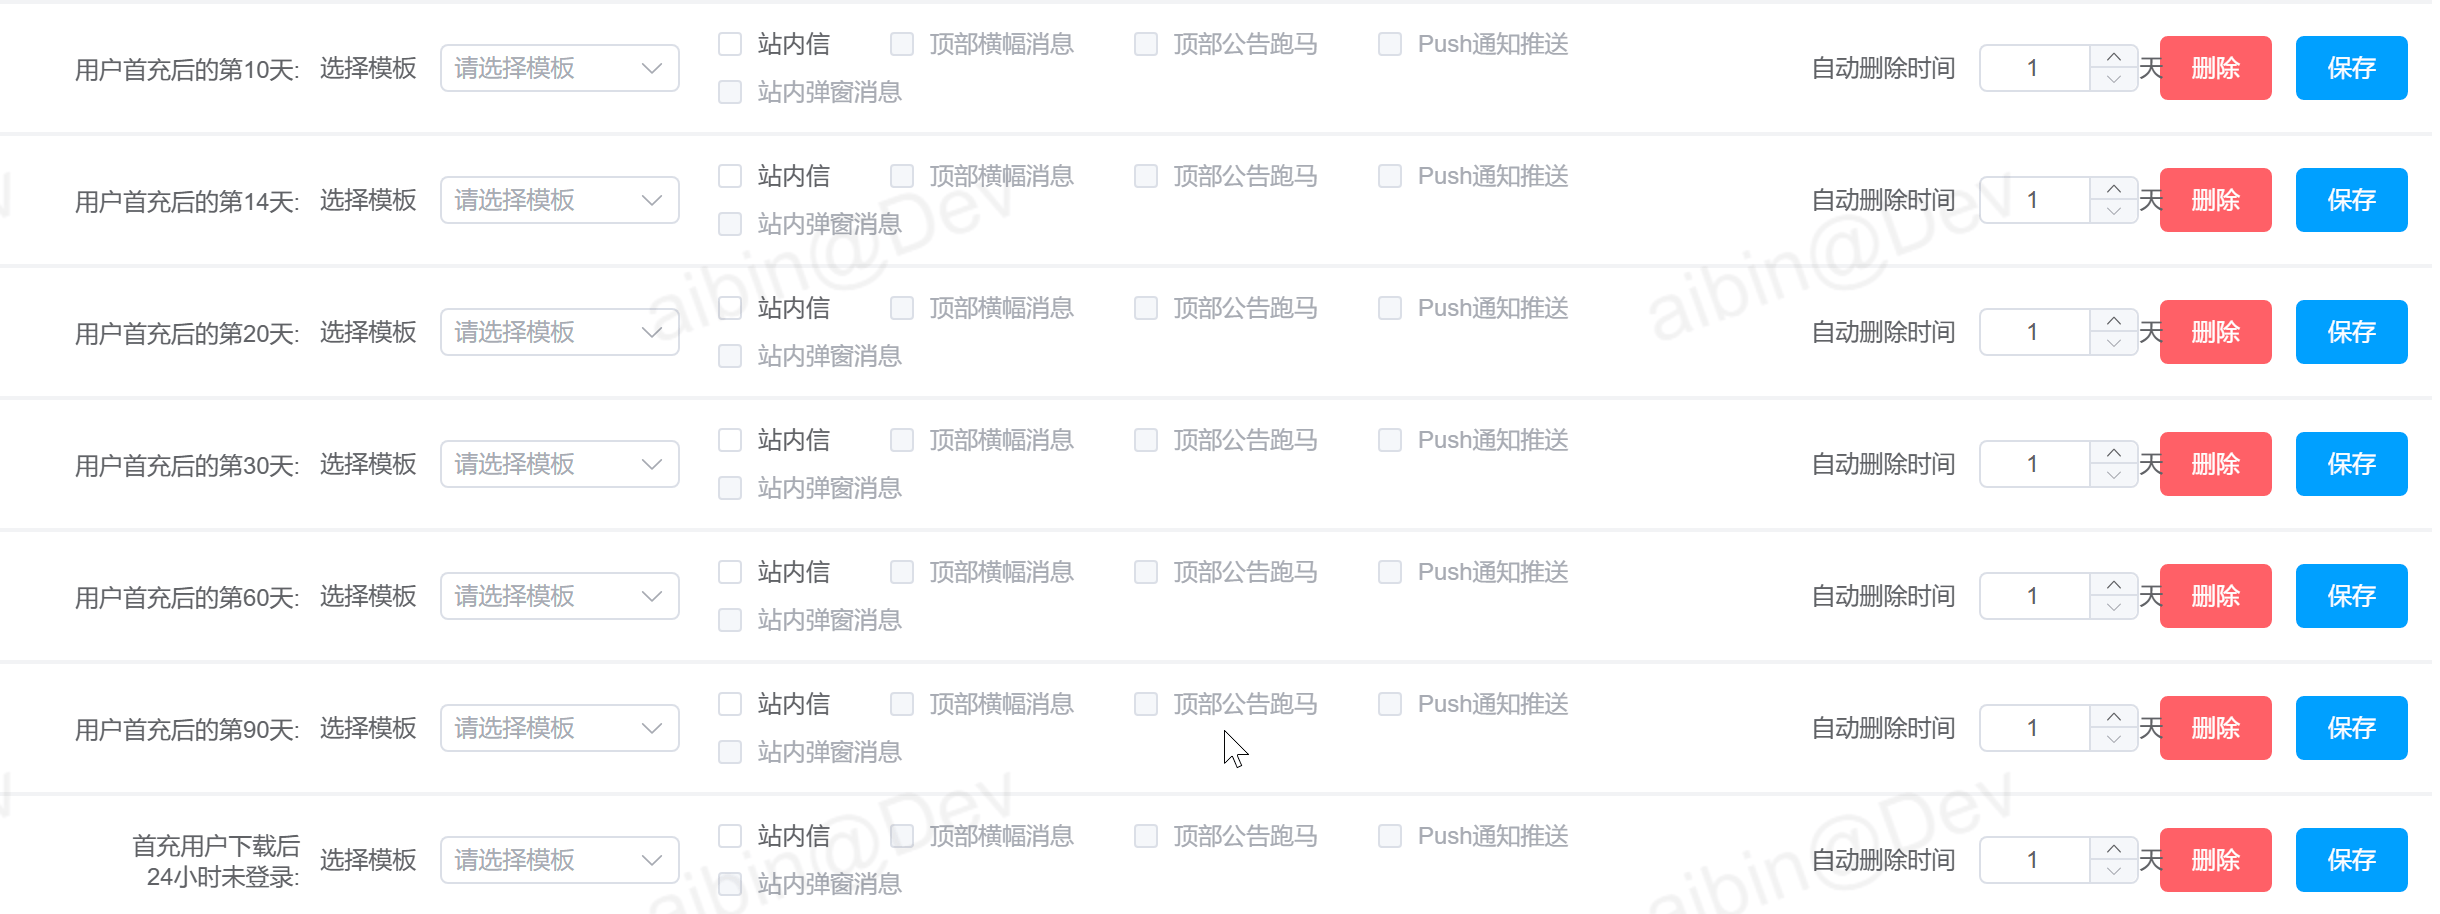 用户首充后的第10天: 选择模板 请选择模板 站内信 顶部横幅消息 顶部公告跑马 Push通知推送 自动删除时间 1 天 删除 保存
站内弹窗消息
用户首充后的第14天: 选择模板 请选择模板 站内信 顶部横幅消息 顶部公告跑马 Push通知推送 自动删除时间 1 天 删除 保存
站内弹窗消息
aibin@Dev aibin@Dev
用户首充后的第20天: 选择模板 请选择模板 站内信 顶部横幅消息 顶部公告跑马 Push通知推送 自动删除时间 1 天 删除 保存
站内弹窗消息
用户首充后的第30天: 选择模板 请选择模板 站内信 顶部横幅消息 顶部公告跑马 Push通知推送 自动删除时间 1 天 删除 保存
站内弹窗消息
用户首充后的第60天: 选择模板 请选择模板 站内信 顶部横幅消息 顶部公告跑马 Push通知推送 自动删除时间 1 天 删除 保存
站内弹窗消息
用户首充后的第90天: 选择模板 请选择模板 站内信 顶部横幅消息 顶部公告跑马 Push通知推送 自动删除时间 1 天 删除 保存
站内弹窗消息
首充用户下载后
24小时未登录: 选择模板 请选择模板 站内信 顶部横幅消息 顶部公告跑马 Push通知推送 自动删除时间 1 天 删除 保存
站内弹窗消息
aibin@Dev aibin@Dev